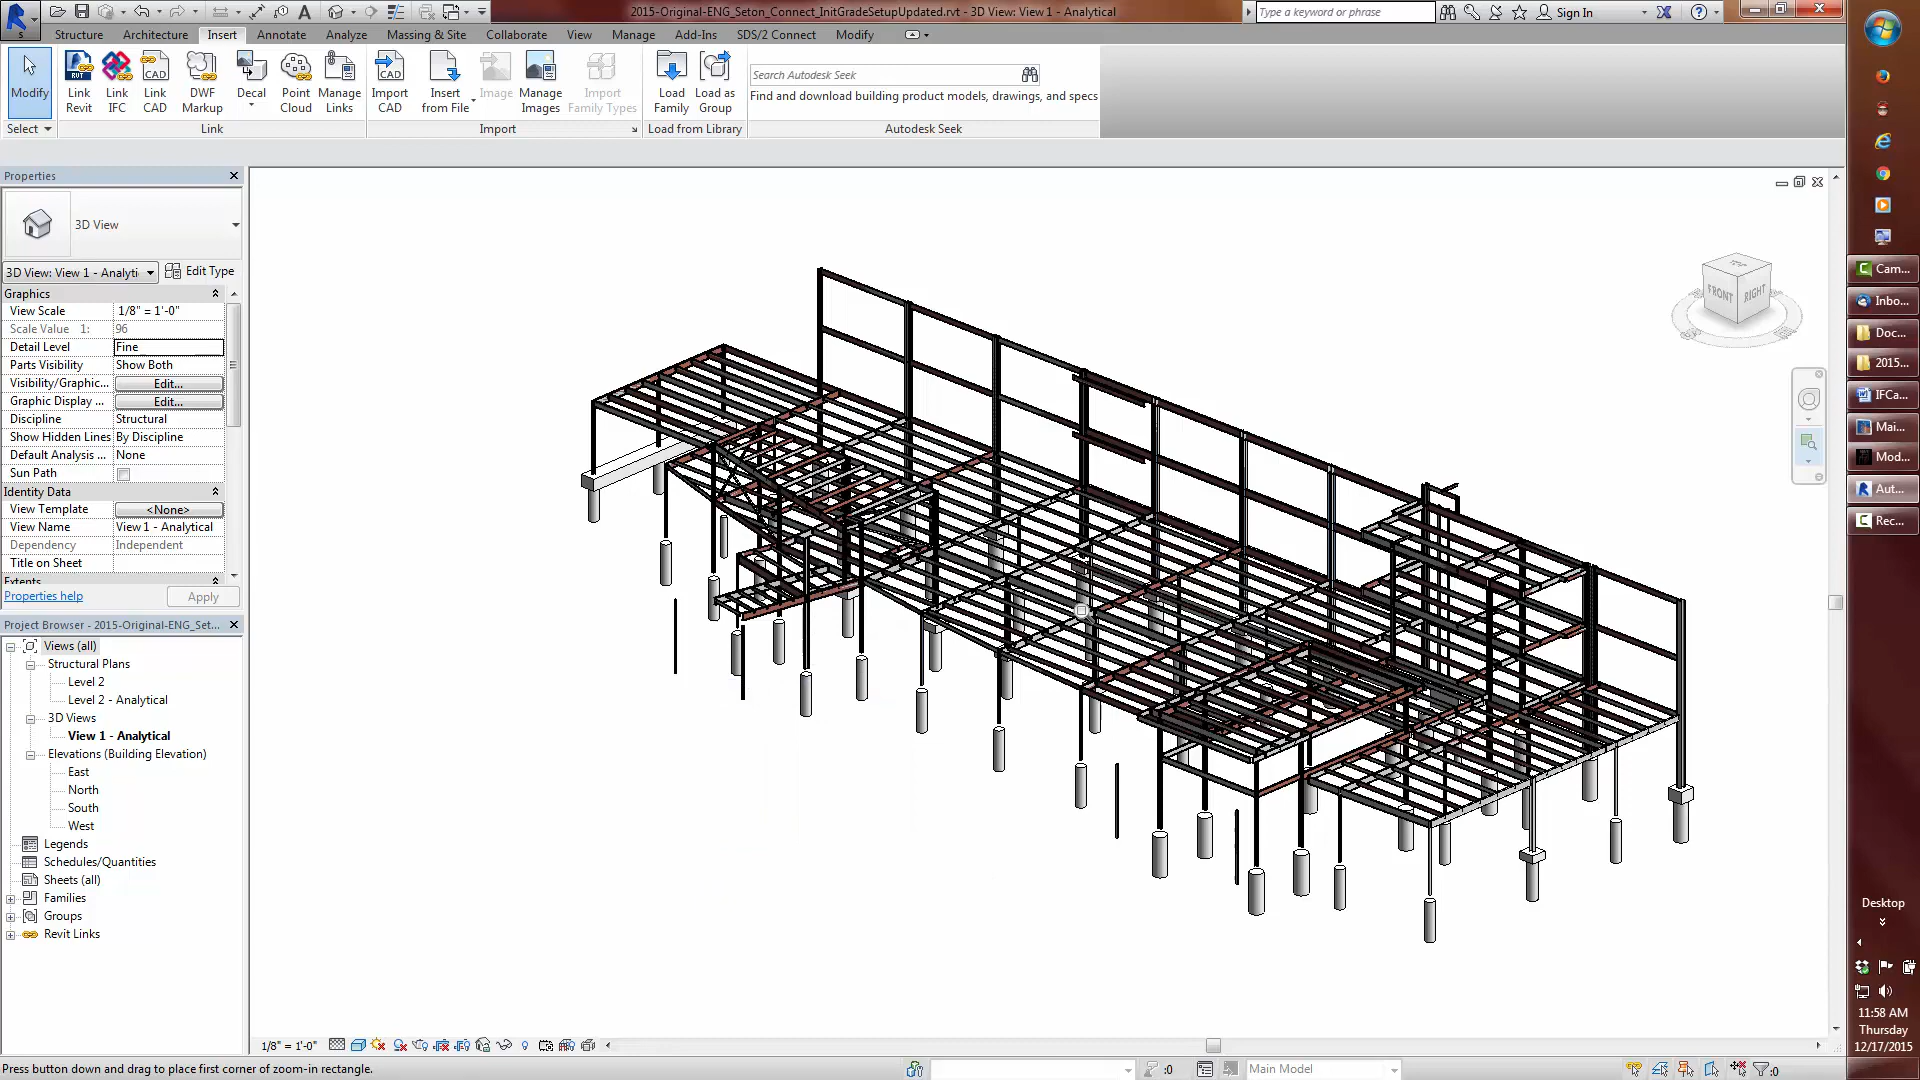 2015-Original-ENG_Seton_Connect_InitGradeSetupUpdated.rvt - 3D View: View 1 - Analytical
Type a keyword or phrase
Sign In
Structure Architecture Insert Annotate Analyze Massing & Site Collaborate View Manage Add-Ins SDS/2 Connect Modify
Modify
Link Revit
Link IFC
Link CAD
DWF Markup
Decal
Point Cloud
Manage Links
Import CAD
Insert from File
Image
Manage Images
Import Family Types
Load Family
Load as Group
Search Autodesk Seek
Find and download building product models, drawings, and specs
Select
Link
Import
Load from Library
Autodesk Seek
Properties
3D View
3D View: View 1 - Analyti
Edit Type
Graphics
View Scale 1/8" = 1'-0"
Scale Value 1: 96
Detail Level Fine
Parts Visibility Show Both
Visibility/Graphic... Edit...
Graphic Display ... Edit...
Discipline Structural
Show Hidden Lines By Discipline
Default Analysis ... None
Sun Path
Identity Data
View Template <None>
View Name View 1 - Analytical
Dependency Independent
Title on Sheet
Extents
Properties help
Apply
Project Browser - 2015-Original-ENG_Set...
Views (all)
Structural Plans
Level 2
Level 2 - Analytical
3D Views
View 1 - Analytical
Elevations (Building Elevation)
East
North
South
West
Legends
Schedules/Quantities
Sheets (all)
Families
Groups
Revit Links
FRONT
RIGHT
1/8" = 1'-0"
Press button down and drag to place first corner of zoom-in rectangle.
:0
Main Model
:0
Cam...
Inbo...
Doc...
2015...
IFCa...
Mai...
Mod...
Aut...
Rec...
Desktop
11:58 AM
Thursday
12/17/2015